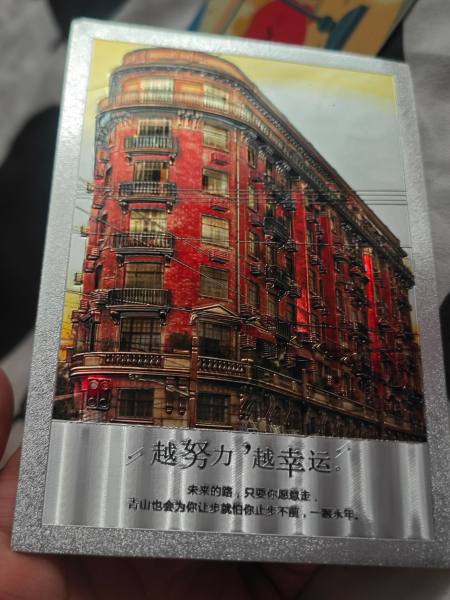 越努力，越幸运。
未来的路，只要你愿意走，
青山也会为你让步就怕你止步不前，一蹶永年。